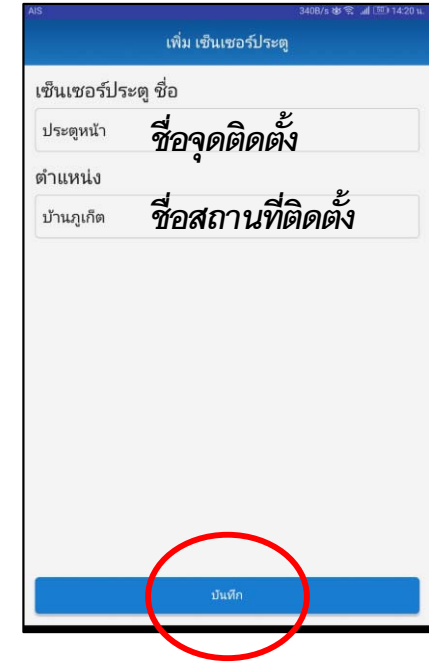 AIS 340B/s 14:20 น.
เพิ่ม เซ็นเซอร์ประตู
เซ็นเซอร์ประตู ชื่อ
ประตูหน้า ชื่อจุดติดตั้ง
ตำแหน่ง
บ้านภูเก็ต ชื่อสถานที่ติดตั้ง
บันทึก